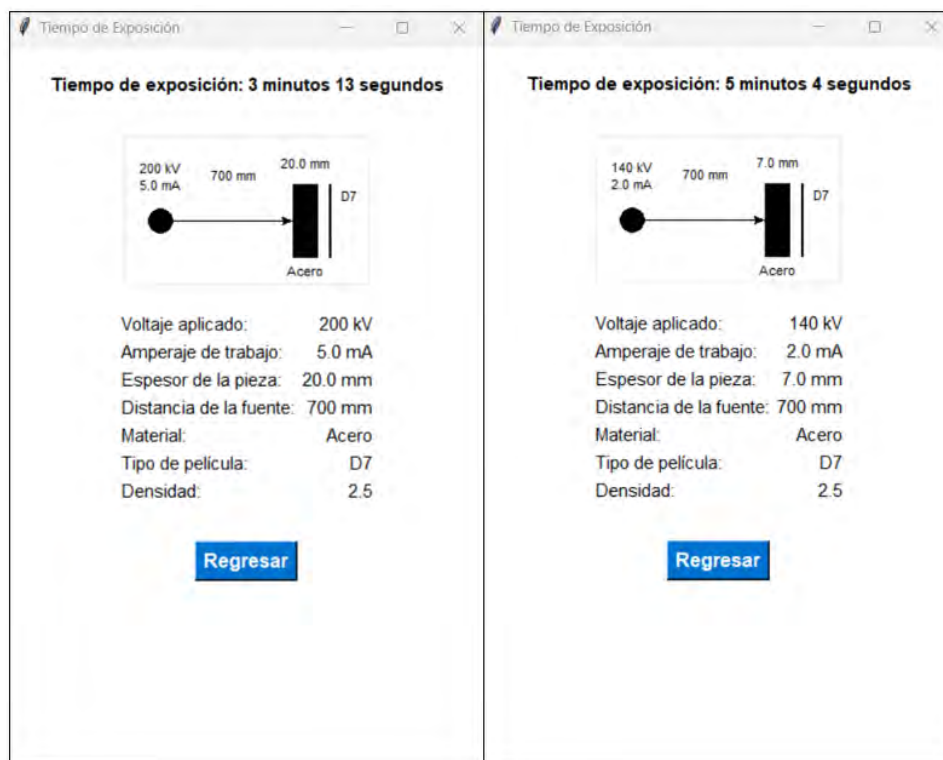 Tiempo de Exposición
Tiempo de exposición: 3 minutos 13 segundos
200 kV
5.0 mA
700 mm
20.0 mm
D7
Acero
Voltaje aplicado: 200 kV
Amperaje de trabajo: 5.0 mA
Espesor de la pieza: 20.0 mm
Distancia de la fuente: 700 mm
Material: Acero
Tipo de película: D7
Densidad: 2.5
Regresar
Tiempo de Exposición
Tiempo de exposición: 5 minutos 4 segundos
140 kV
2.0 mA
700 mm
7.0 mm
D7
Acero
Voltaje aplicado: 140 kV
Amperaje de trabajo: 2.0 mA
Espesor de la pieza: 7.0 mm
Distancia de la fuente: 700 mm
Material: Acero
Tipo de película: D7
Densidad: 2.5
Regresar